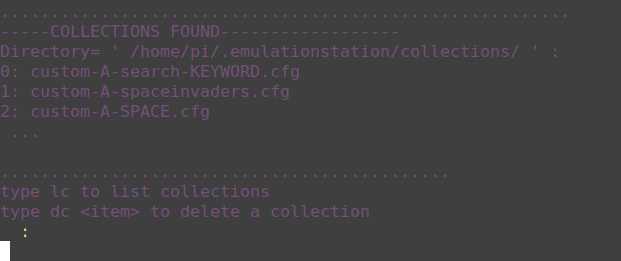 .........................................................
-----COLLECTIONS FOUND------------------
Directory= ' /home/pi/.emulationstation/collections/ ' :
0: custom-A-search-KEYWORD.cfg
1: custom-A-spaceinvaders.cfg
2: custom-A-SPACE.cfg
...
.............................................
type lc to list collections
type dc <item> to delete a collection
: